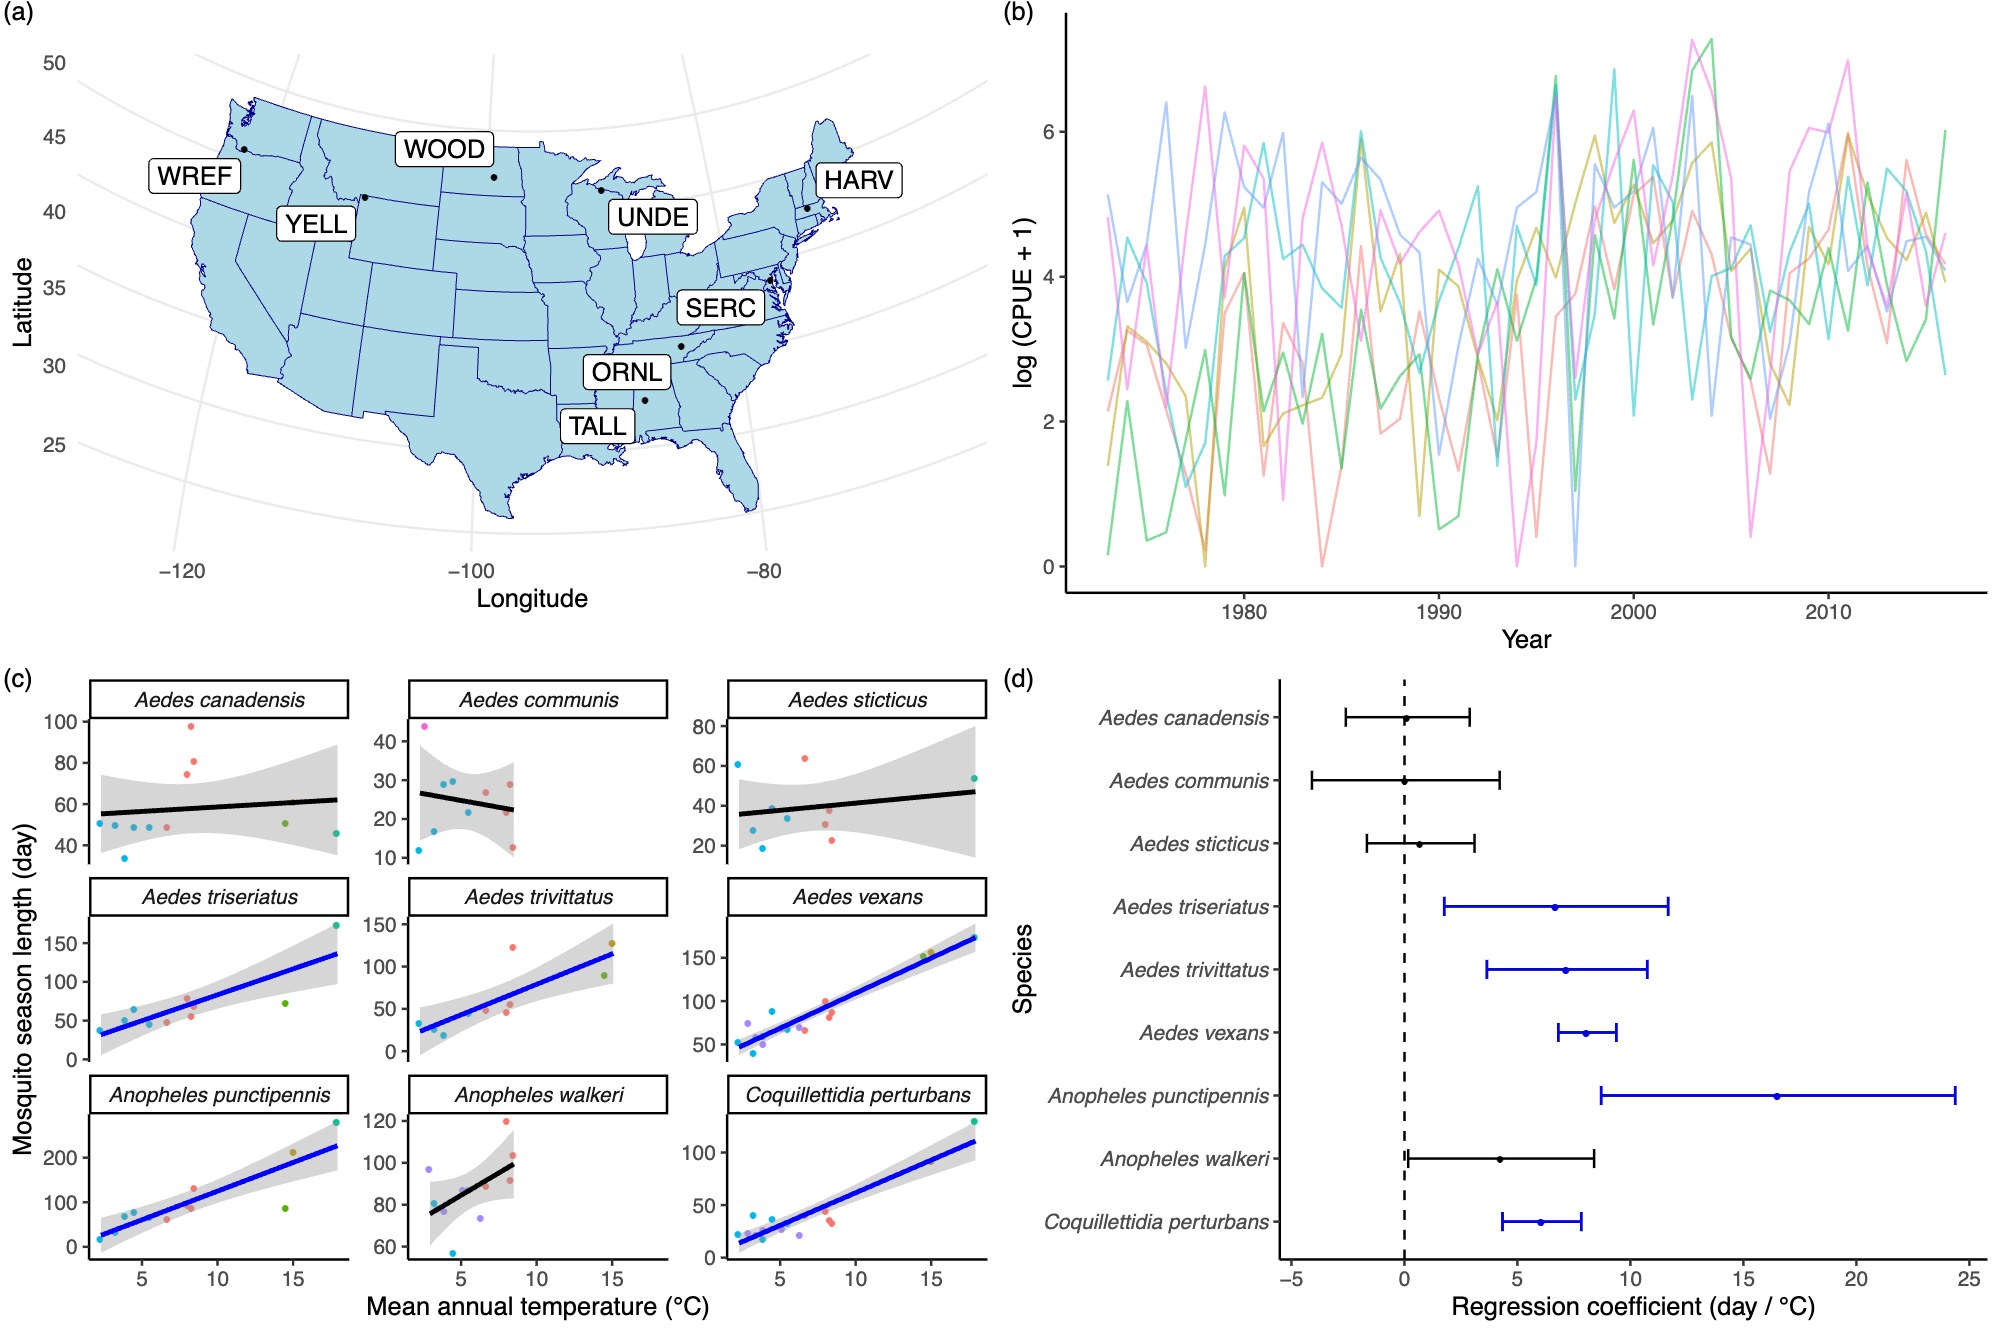 (a)
50
45
40
35
30
25
Latitude
WREF
YELL
WOOD
UNDE
HARV
SERC
ORNL
TALL
−120
−100
−80
Longitude
(b)
6
4
2
0
log (CPUE + 1)
1980
1990
2000
2010
Year
(c)
Mosquito season length (day)
Aedes canadensis
100
80
60
40
Aedes communis
40
30
20
10
Aedes sticticus
80
60
40
20
Aedes triseriatus
150
100
50
0
Aedes trivittatus
150
100
50
0
Aedes vexans
150
100
50
Anopheles punctipennis
200
100
0
5
10
15
Anopheles walkeri
120
100
80
60
5
10
15
Coquillettidia perturbans
100
50
0
5
10
15
Mean annual temperature (°C)
(d)
Species
Aedes canadensis
Aedes communis
Aedes sticticus
Aedes triseriatus
Aedes trivittatus
Aedes vexans
Anopheles punctipennis
Anopheles walkeri
Coquillettidia perturbans
−5
0
5
10
15
20
25
Regression coefficient (day / °C)